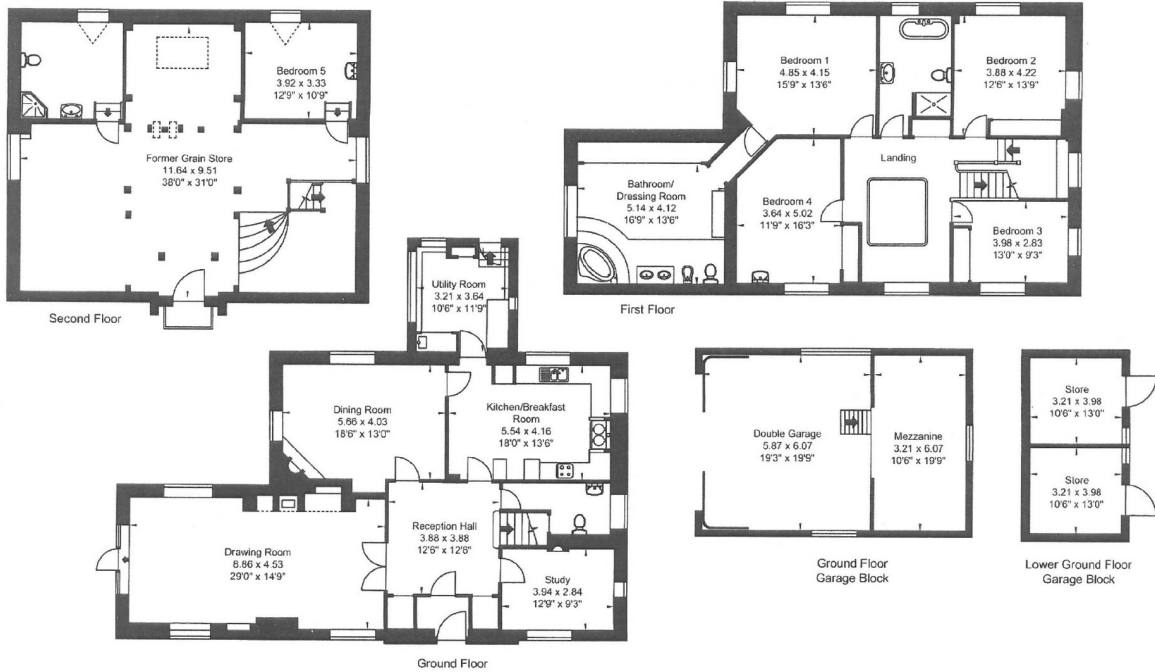 Bedroom 5
3.92 x 3.33
12'9" x 10'9"
Former Grain Store
11.64 x 9.51
38'0" x 31'0"
Second Floor
Bedroom 1
4.85 x 4.15
15'9" x 13'6"
Bedroom 2
3.88 x 4.22
12'6" x 13'9"
Landing
Bathroom/
Dressing Room
5.14 x 4.12
16'9" x 13'6"
Bedroom 4
3.64 x 5.02
11'9" x 16'3"
Bedroom 3
3.98 x 2.83
13'0" x 9'3"
First Floor
Utility Room
3.21 x 3.64
10'6" x 11'9"
Dining Room
5.66 x 4.03
18'6" x 13'0"
Kitchen/Breakfast
Room
5.54 x 4.16
18'0" x 13'6"
Drawing Room
8.86 x 4.53
29'0" x 14'9"
Reception Hall
3.88 x 3.88
12'6" x 12'6"
Study
3.94 x 2.84
12'9" x 9'3"
Ground Floor
Double Garage
5.87 x 6.07
19'3" x 19'9"
Mezzanine
3.21 x 6.07
10'6" x 19'9"
Ground Floor
Garage Block
Store
3.21 x 3.98
10'6" x 13'0"
Store
3.21 x 3.98
10'6" x 13'0"
Lower Ground Floor
Garage Block